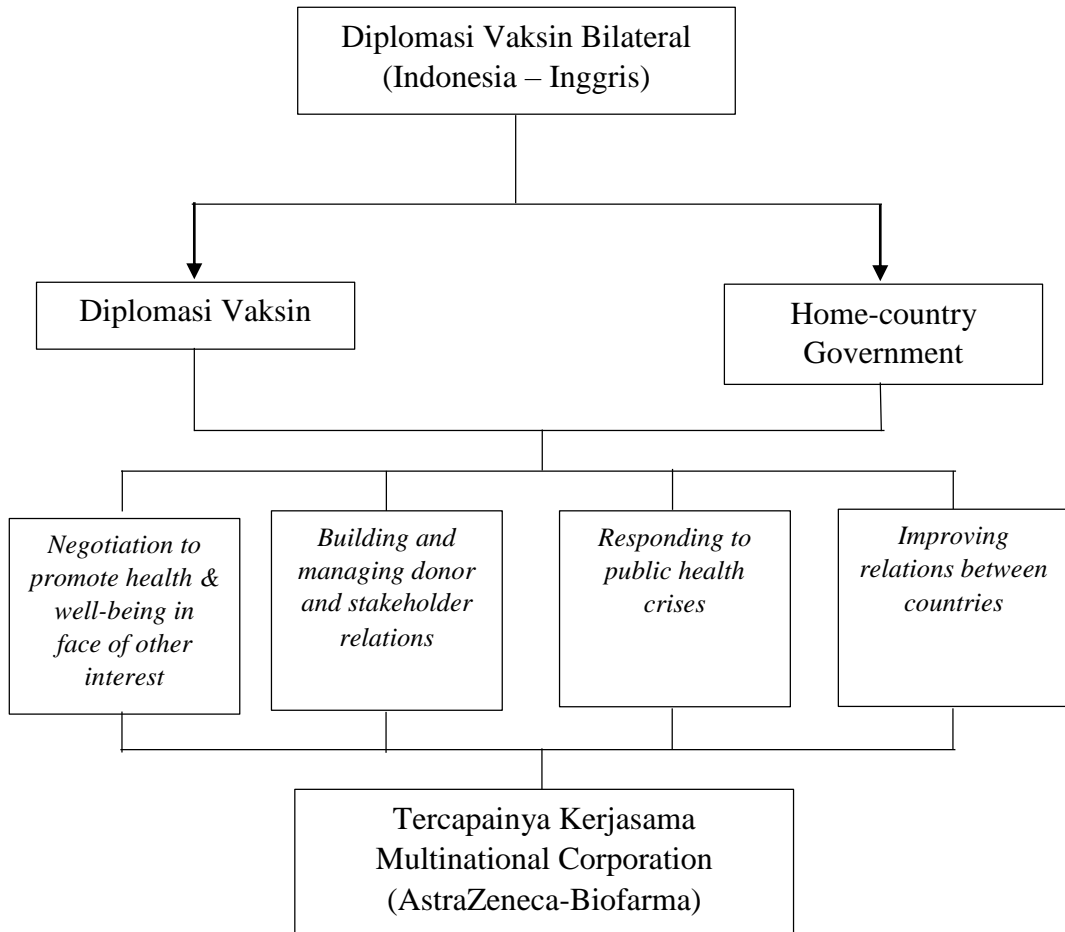 Diplomasi Vaksin Bilateral
(Indonesia – Inggris)
Diplomasi Vaksin
Home-country
Government
Negotiation to
promote health &
well-being in
face of other
interest
Building and
managing donor
and stakeholder
relations
Responding to
public health
crises
Improving
relations between
countries
Tercapainya Kerjasama
Multinational Corporation
(AstraZeneca-Biofarma)